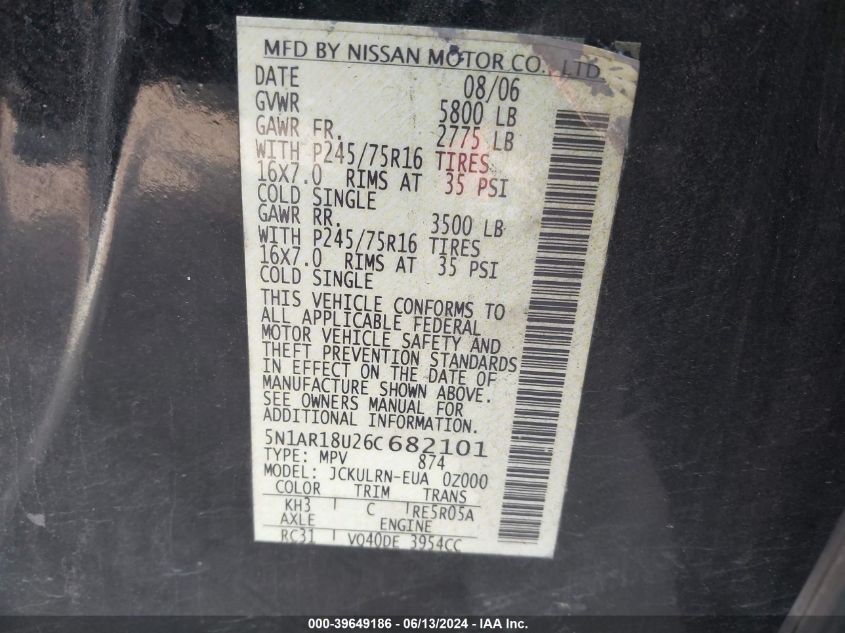 MFD BY NISSAN MOTOR CO., LTD.
DATE 08/06
GVWR 5800 LB
GAWR FR. 2775 LB
WITH P245/75R16 TIRES
16X7.0 RIMS AT 35 PSI
COLD SINGLE
GAWR RR. 3500 LB
WITH P245/75R16 TIRES
16X7.0 RIMS AT 35 PSI
COLD SINGLE
THIS VEHICLE CONFORMS TO
ALL APPLICABLE FEDERAL
MOTOR VEHICLE SAFETY AND
THEFT PREVENTION STANDARDS
IN EFFECT ON THE DATE OF
MANUFACTURE SHOWN ABOVE.
SEE OWNERS MANUAL FOR
ADDITIONAL INFORMATION.
5N1AR18U26C682101
TYPE: MPV 874
MODEL: JCKULRN-EUA 0Z000
COLOR TRIM TRANS
KH3 C RE5R05A
AXLE ENGINE
RC31 VQ40DE 3954CC
000-39649186 - 06/13/2024 - IAA Inc.